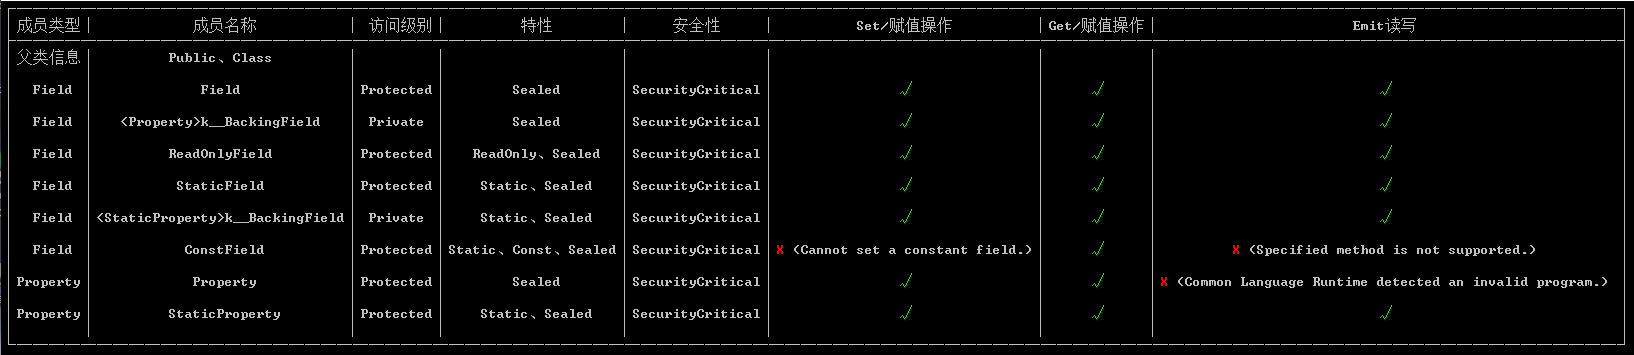 成员类型 | 成员名称 | 访问级别 | 特性 | 安全性 | Set/赋值操作 | Get/赋值操作 | Emit读写
父类信息 | Public、Class
Field | Field | Protected | Sealed | SecurityCritical | √ | √ | √
Field | <Property>k__BackingField | Private | Sealed | SecurityCritical | √ | √ | √
Field | ReadOnlyField | Protected | ReadOnly、Sealed | SecurityCritical | √ | √ | √
Field | StaticField | Protected | Static、Sealed | SecurityCritical | √ | √ | √
Field | <StaticProperty>k__BackingField | Private | Static、Sealed | SecurityCritical | √ | √ | √
Field | ConstField | Protected | Static、Const、Sealed | SecurityCritical | X (Cannot set a constant field.) | √ | X (Specified method is not supported.)
Property | Property | Protected | Sealed | SecurityCritical | √ | √ | X (Common Language Runtime detected an invalid program.)
Property | StaticProperty | Protected | Static、Sealed | SecurityCritical | √ | √ | √